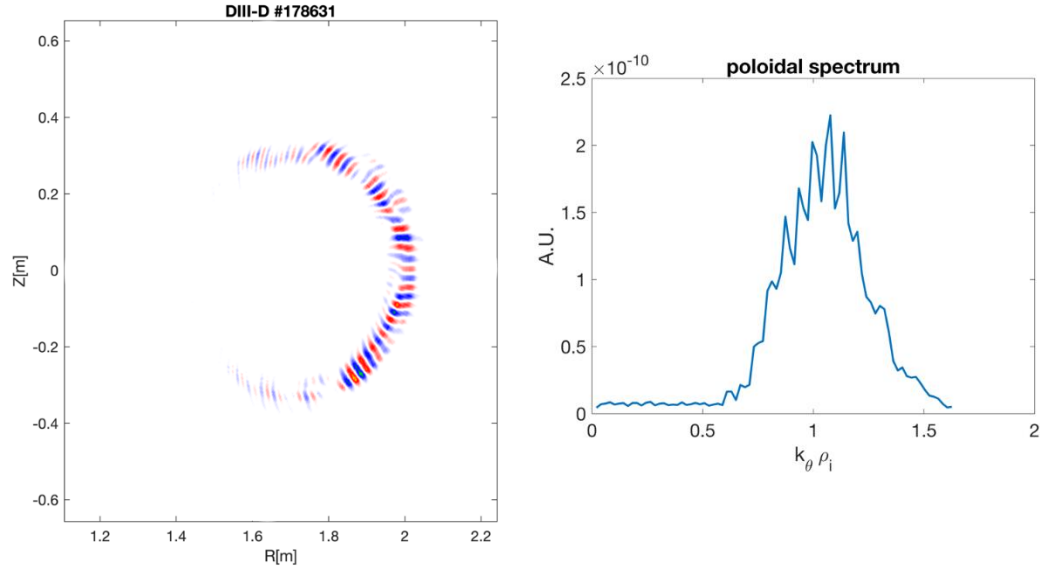 DIII-D #178631
0.6
0.4
0.2
0
-0.2
-0.4
-0.6
Z[m]
1.2 1.4 1.6 1.8 2 2.2
R[m]
×10⁻¹⁰
poloidal spectrum
2.5
2
1.5
1
0.5
0
A.U.
0 0.5 1 1.5 2
k_θ ρ_i